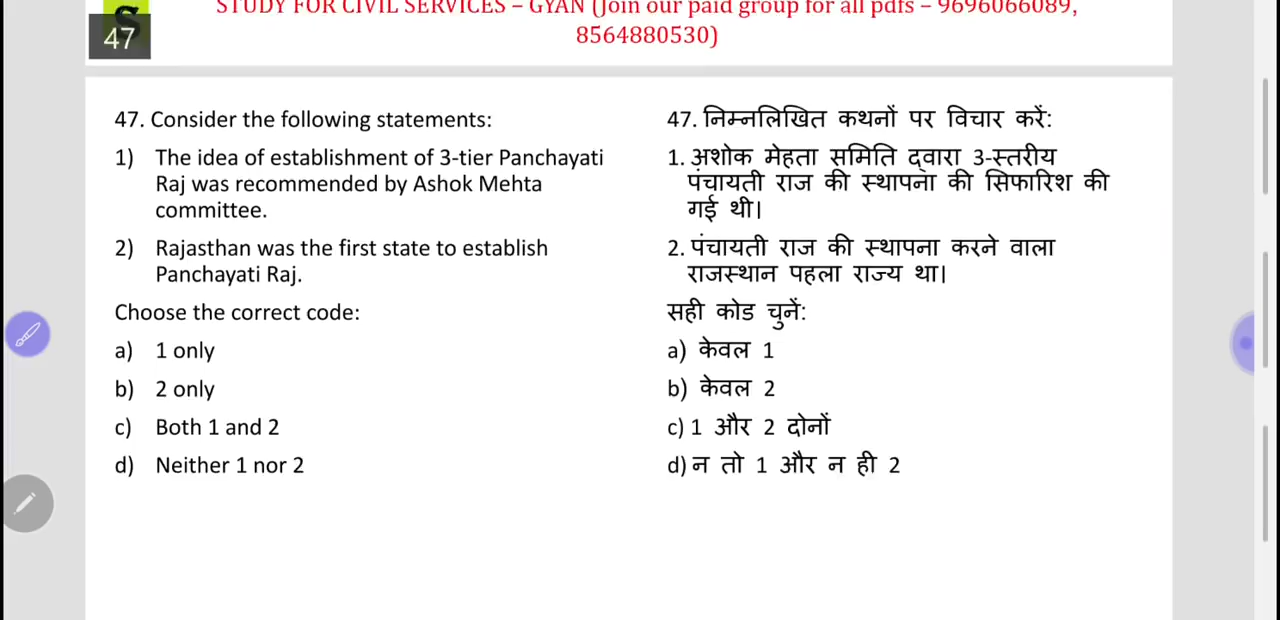 STUDY FOR CIVIL SERVICES – GYAN (Join our paid group for all pdfs – 9696066089,
8564880530)
S
47
47. Consider the following statements:
1) The idea of establishment of 3-tier Panchayati
Raj was recommended by Ashok Mehta
committee.
2) Rajasthan was the first state to establish
Panchayati Raj.
Choose the correct code:
a) 1 only
b) 2 only
c) Both 1 and 2
d) Neither 1 nor 2
47. निम्नलिखित कथनों पर विचार करें:
1. अशोक मेहता समिति द्वारा 3-स्तरीय
पंचायती राज की स्थापना की सिफारिश की
गई थी।
2. पंचायती राज की स्थापना करने वाला
राजस्थान पहला राज्य था।
सही कोड चुनें:
a) केवल 1
b) केवल 2
c) 1 और 2 दोनों
d) न तो 1 और न ही 2